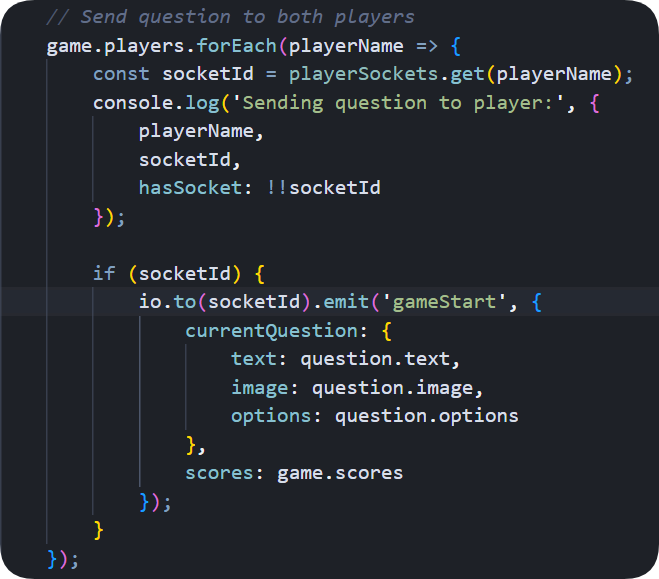 // Send question to both players
game.players.forEach(playerName => {
const socketId = playerSockets.get(playerName);
console.log('Sending question to player:', {
playerName,
socketId,
hasSocket: !!socketId
});
if (socketId) {
io.to(socketId).emit('gameStart', {
currentQuestion: {
text: question.text,
image: question.image,
options: question.options
},
scores: game.scores
});
}
});